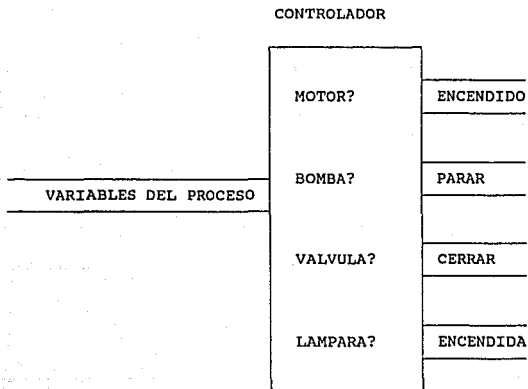 CONTROLADOR
MOTOR? ENCENDIDO
BOMBA? PARAR
VARIABLES DEL PROCESO
VALVULA? CERRAR
LAMPARA? ENCENDIDA